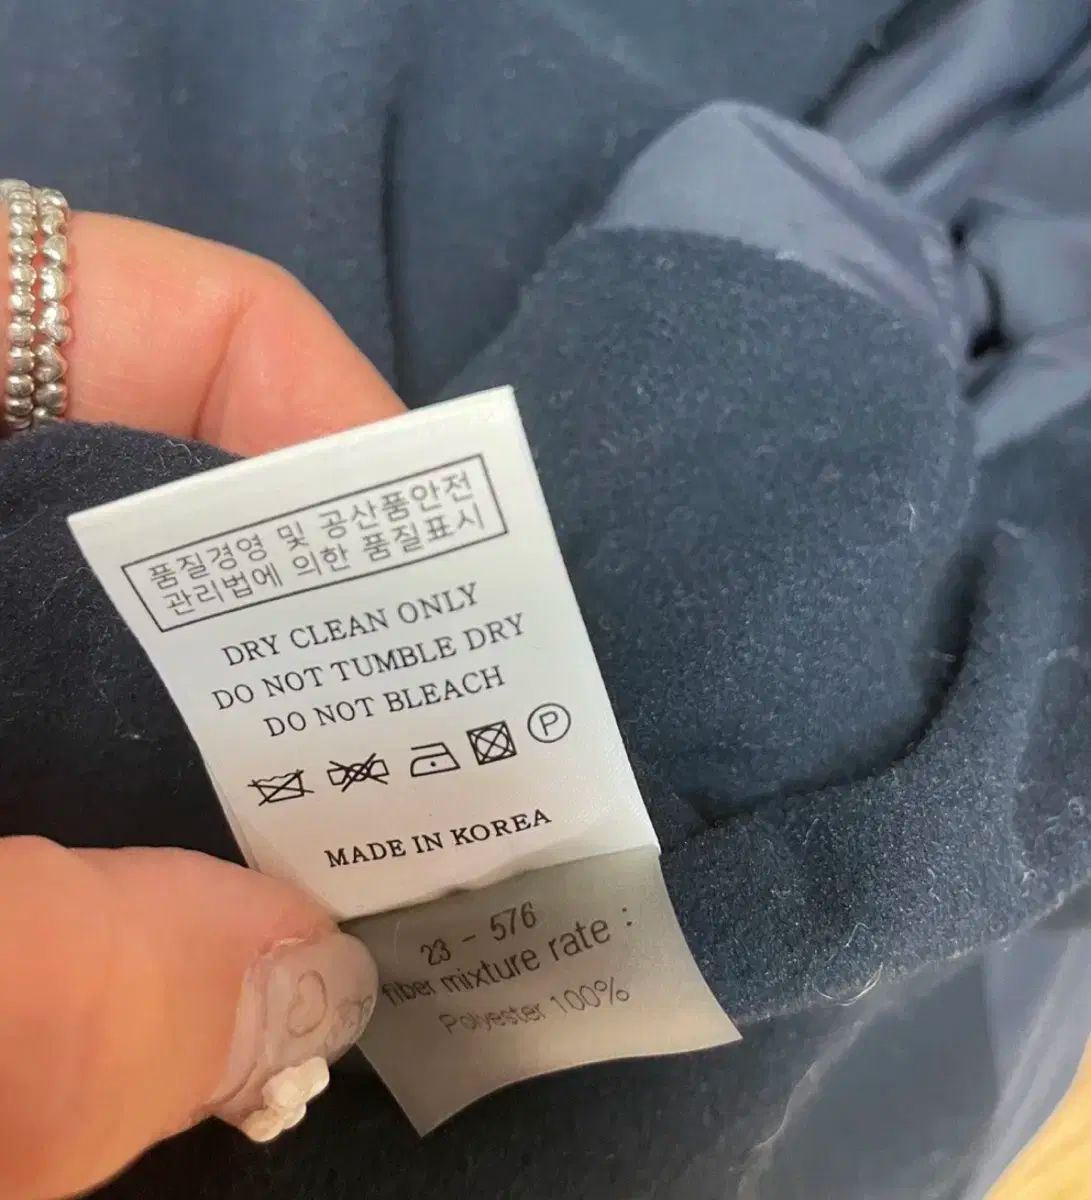 품질경영 및 공산품안전
관리법에 의한 품질표시
DRY CLEAN ONLY
DO NOT TUMBLE DRY
DO NOT BLEACH
P
MADE IN KOREA
23 - 576
fiber mixture rate :
Polyester 100%